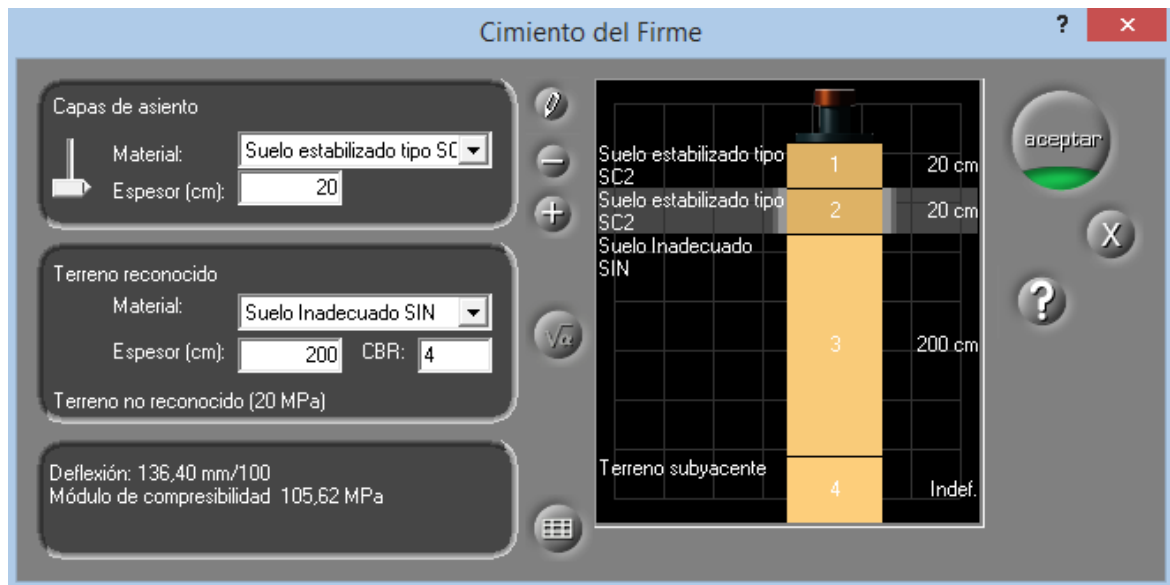 Cimiento del Firme
? ×
Capas de asiento
Material: Suelo estabilizado tipo SC
Espesor (cm): 20
Terreno reconocido
Material: Suelo Inadecuado SIN
Espesor (cm): 200 CBR: 4
Terreno no reconocido (20 MPa)
Deflexión: 136,40 mm/100
Módulo de compresibilidad 105,62 MPa
√α
Suelo estabilizado tipo
SC2
1
20 cm
Suelo estabilizado tipo
SC2
2
20 cm
Suelo Inadecuado
SIN
3
200 cm
Terreno subyacente
4
Indef.
aceptar
X
?